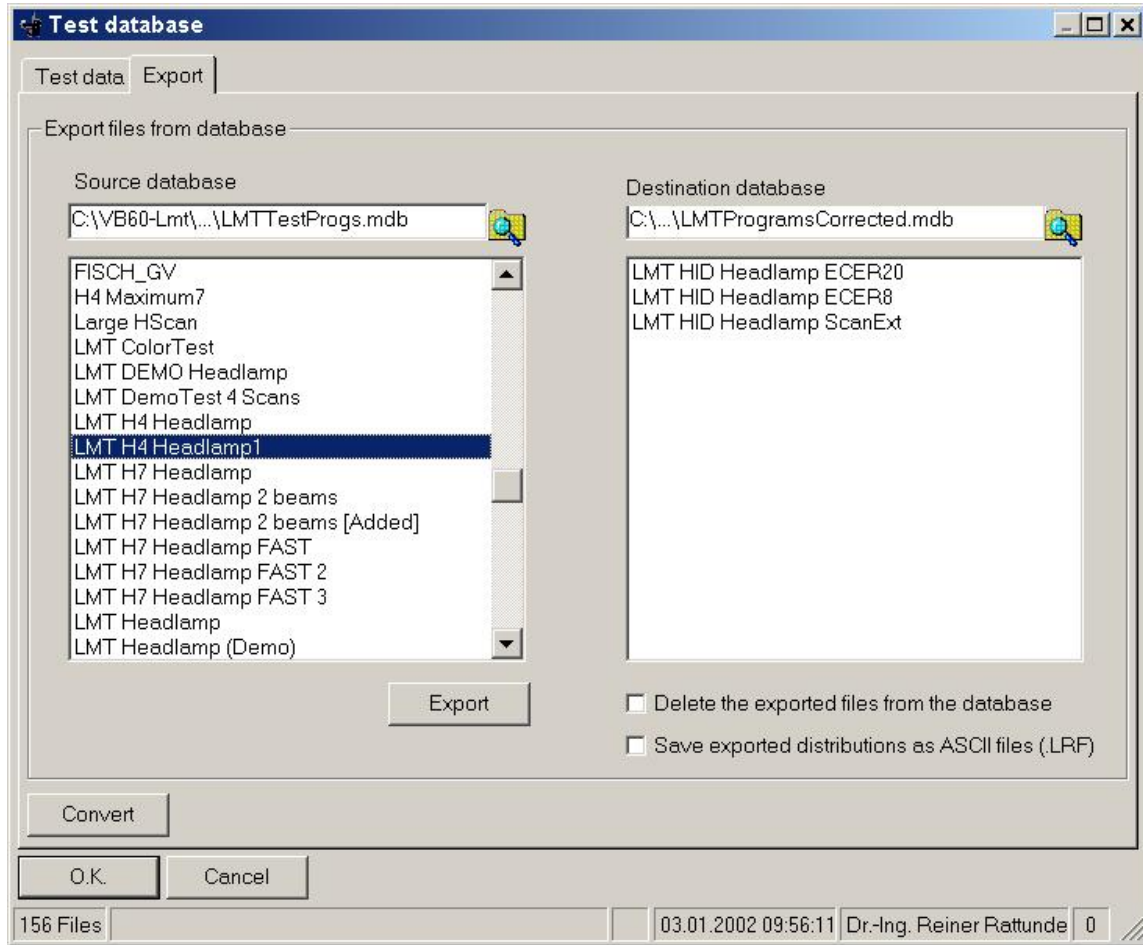 Test database
Test data
Export
Export files from database
Source database
C:\VB60-Lmt\...\LMTTestProgs.mdb
FISCH_GV
H4 Maximum7
Large HScan
LMT ColorTest
LMT DEMO Headlamp
LMT DemoTest 4 Scans
LMT H4 Headlamp
LMT H4 Headlamp1
LMT H7 Headlamp
LMT H7 Headlamp 2 beams
LMT H7 Headlamp 2 beams [Added]
LMT H7 Headlamp FAST
LMT H7 Headlamp FAST 2
LMT H7 Headlamp FAST 3
LMT Headlamp
LMT Headlamp (Demo)
Export
Destination database
C:\...\LMTProgramsCorrected.mdb
LMT HID Headlamp ECER20
LMT HID Headlamp ECER8
LMT HID Headlamp ScanExt
Delete the exported files from the database
Save exported distributions as ASCII files (.LRF)
Convert
O.K.
Cancel
156 Files
03.01.2002 09:56:11
Dr.-Ing. Reiner Rattunde
0